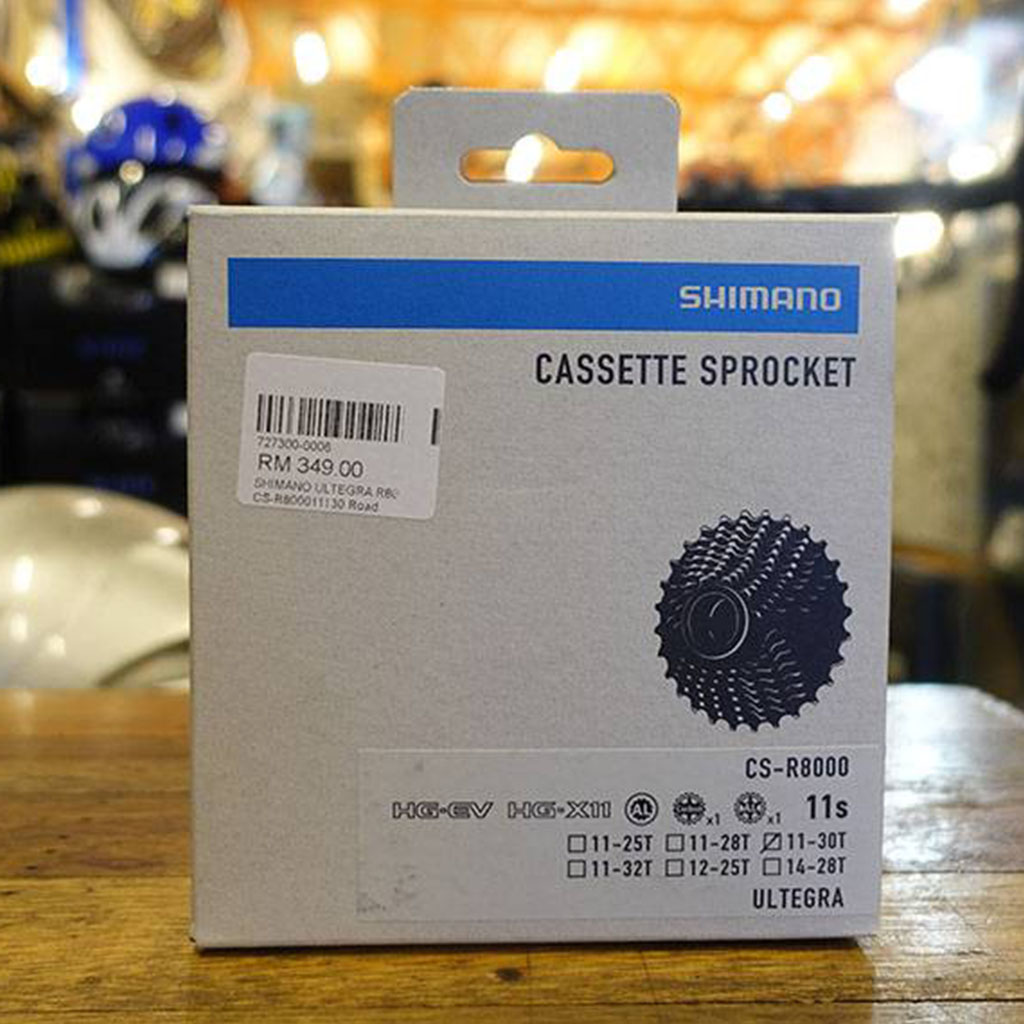 SHIMANO
CASSETTE SPROCKET
727300-0006
RM 349.00
SHIMANO ULTEGRA R80
CS-R800011130 Road
CS-R8000
HG-EV HG-X11 AL x1 x1 11s
11-25T 11-28T 11-30T
11-32T 12-25T 14-28T
ULTEGRA